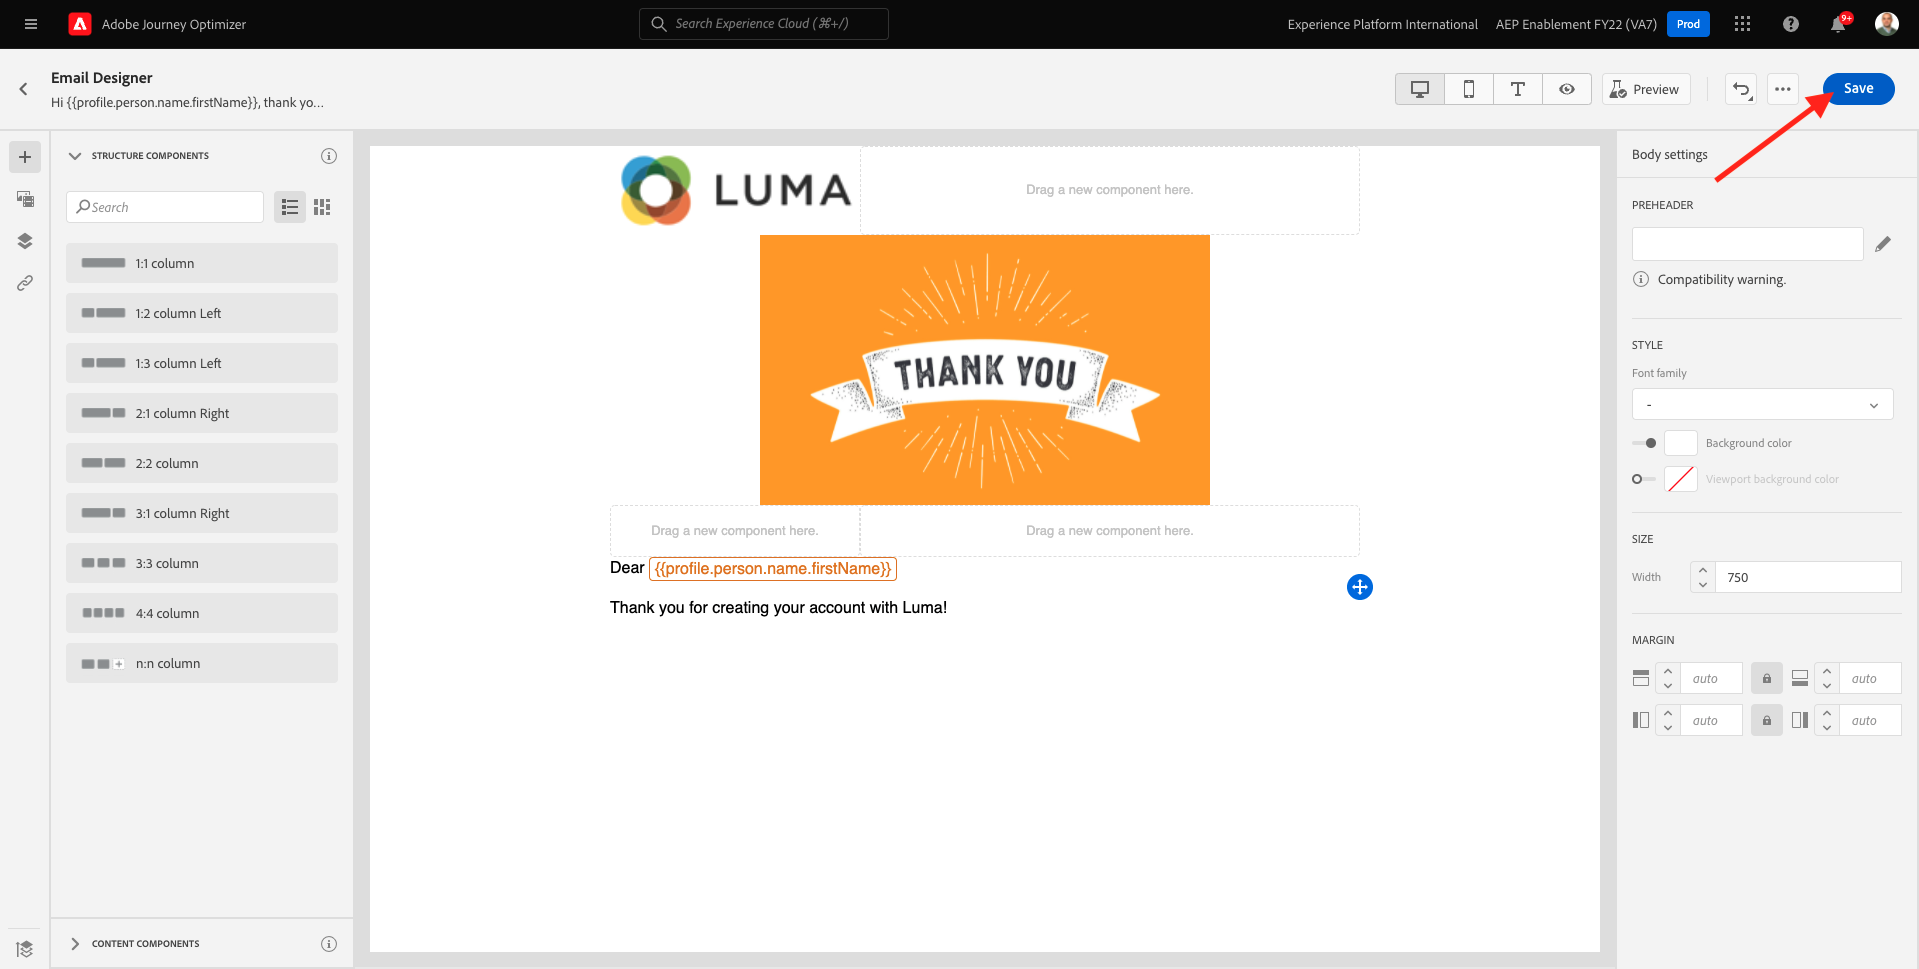 Adobe Journey Optimizer
Search Experience Cloud (⌘+/)
Experience Platform International
AEP Enablement FY22 (VA7)
Prod
9+
Email Designer
Hi {{profile.person.name.firstName}}, thank yo...
Preview
Save
STRUCTURE COMPONENTS
Search
1:1 column
1:2 column Left
1:3 column Left
2:1 column Right
2:2 column
3:1 column Right
3:3 column
4:4 column
n:n column
CONTENT COMPONENTS
LUMA
Drag a new component here.
THANK YOU
Drag a new component here.
Drag a new component here.
Dear {{profile.person.name.firstName}}
Thank you for creating your account with Luma!
Body settings
PREHEADER
Compatibility warning.
STYLE
Font family
-
Background color
Viewport background color
SIZE
Width
750
MARGIN
auto
auto
auto
auto